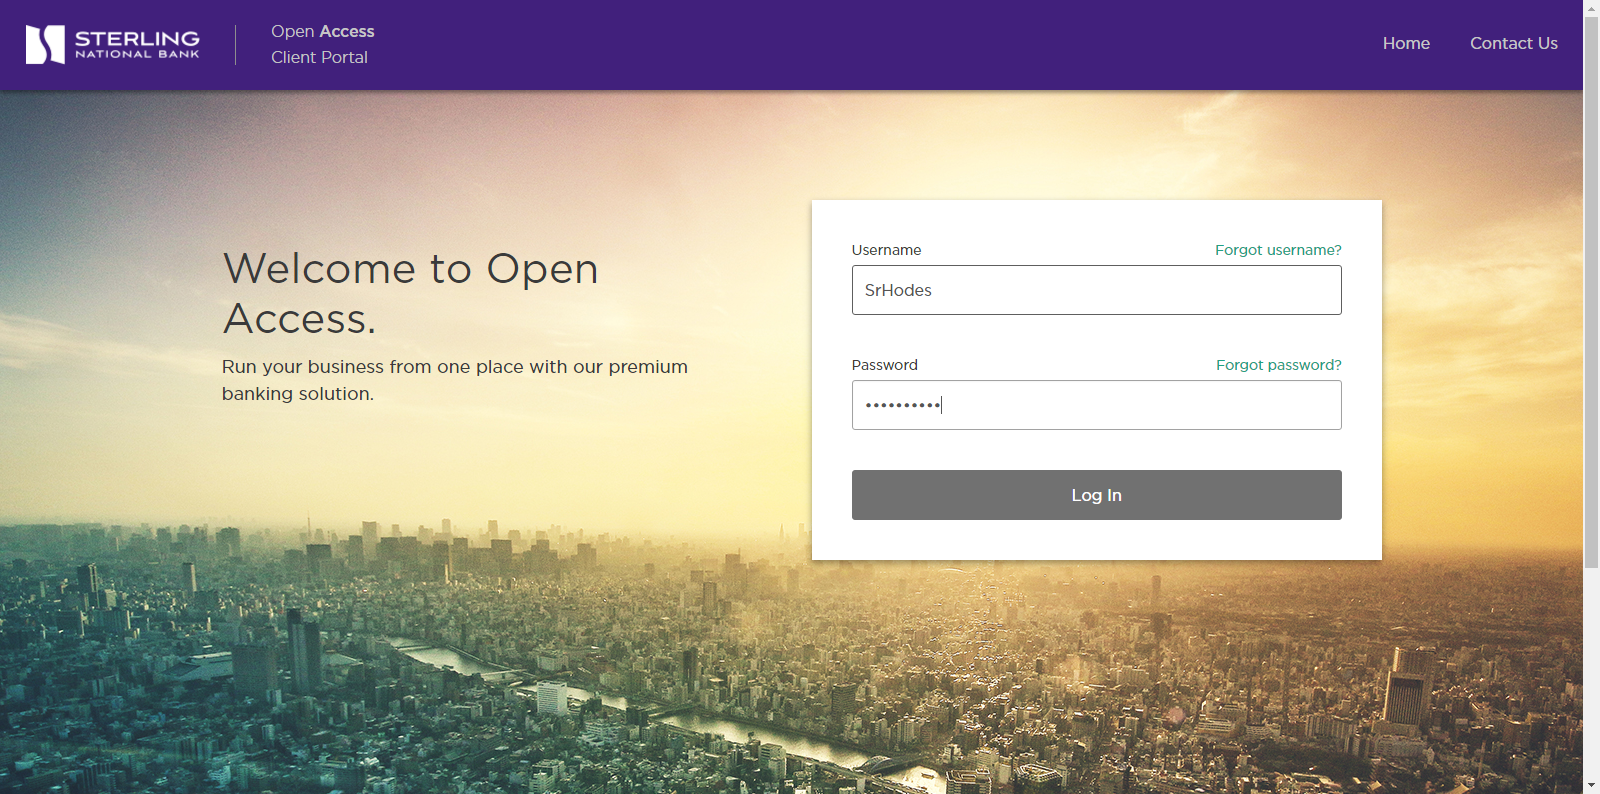 STERLING
NATIONAL BANK
Open Access
Client Portal
Home
Contact Us
Welcome to Open
Access.
Run your business from one place with our premium
banking solution.
Username
Forgot username?
SrHodes
Password
Forgot password?
••••••••••
Log In